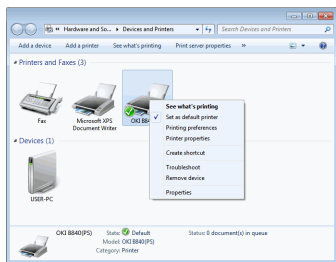 « Hardware and So... ▸ Devices and Printers
Search Devices and Printers
Add a device Add a printer See what's printing Print server properties »
Printers and Faxes (3)
Fax
Microsoft XPS Document Writer
OKI B840(PS)
See what's printing
Set as default printer
Printing preferences
Printer properties
Create shortcut
Troubleshoot
Remove device
Properties
Devices (1)
USER-PC
OKI B840(PS) State: Default Status: 0 document(s) in queue
Model: OKI B840(PS)
Category: Printer